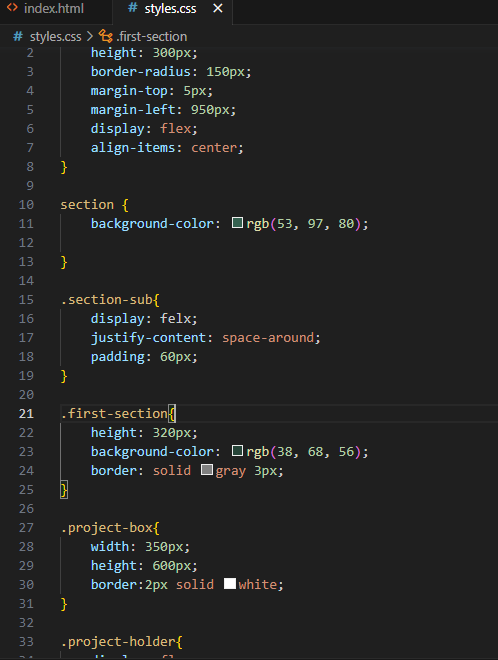 index.html
# styles.css ×
# styles.css > .first-section
2 height: 300px;
3 border-radius: 150px;
4 margin-top: 5px;
5 margin-left: 950px;
6 display: flex;
7 align-items: center;
8 }
9
10 section {
11 background-color: rgb(53, 97, 80);
12
13 }
14
15 .section-sub{
16 display: felx;
17 justify-content: space-around;
18 padding: 60px;
19 }
20
21 .first-section{
22 height: 320px;
23 background-color: rgb(38, 68, 56);
24 border: solid gray 3px;
25 }
26
27 .project-box{
28 width: 350px;
29 height: 600px;
30 border:2px solid white;
31 }
32
33 .project-holder{